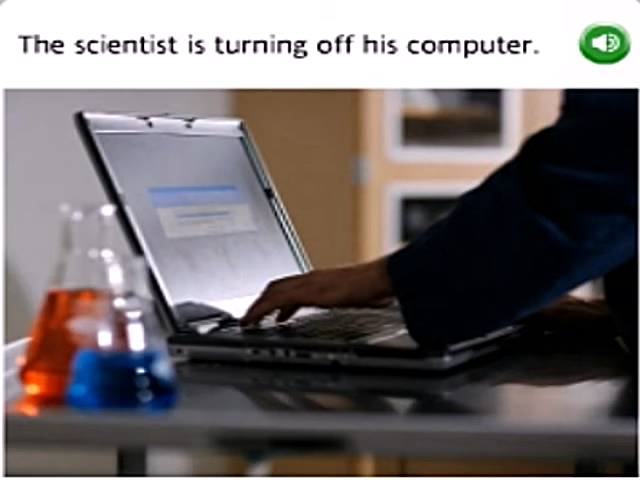 The scientist is turning off his computer.